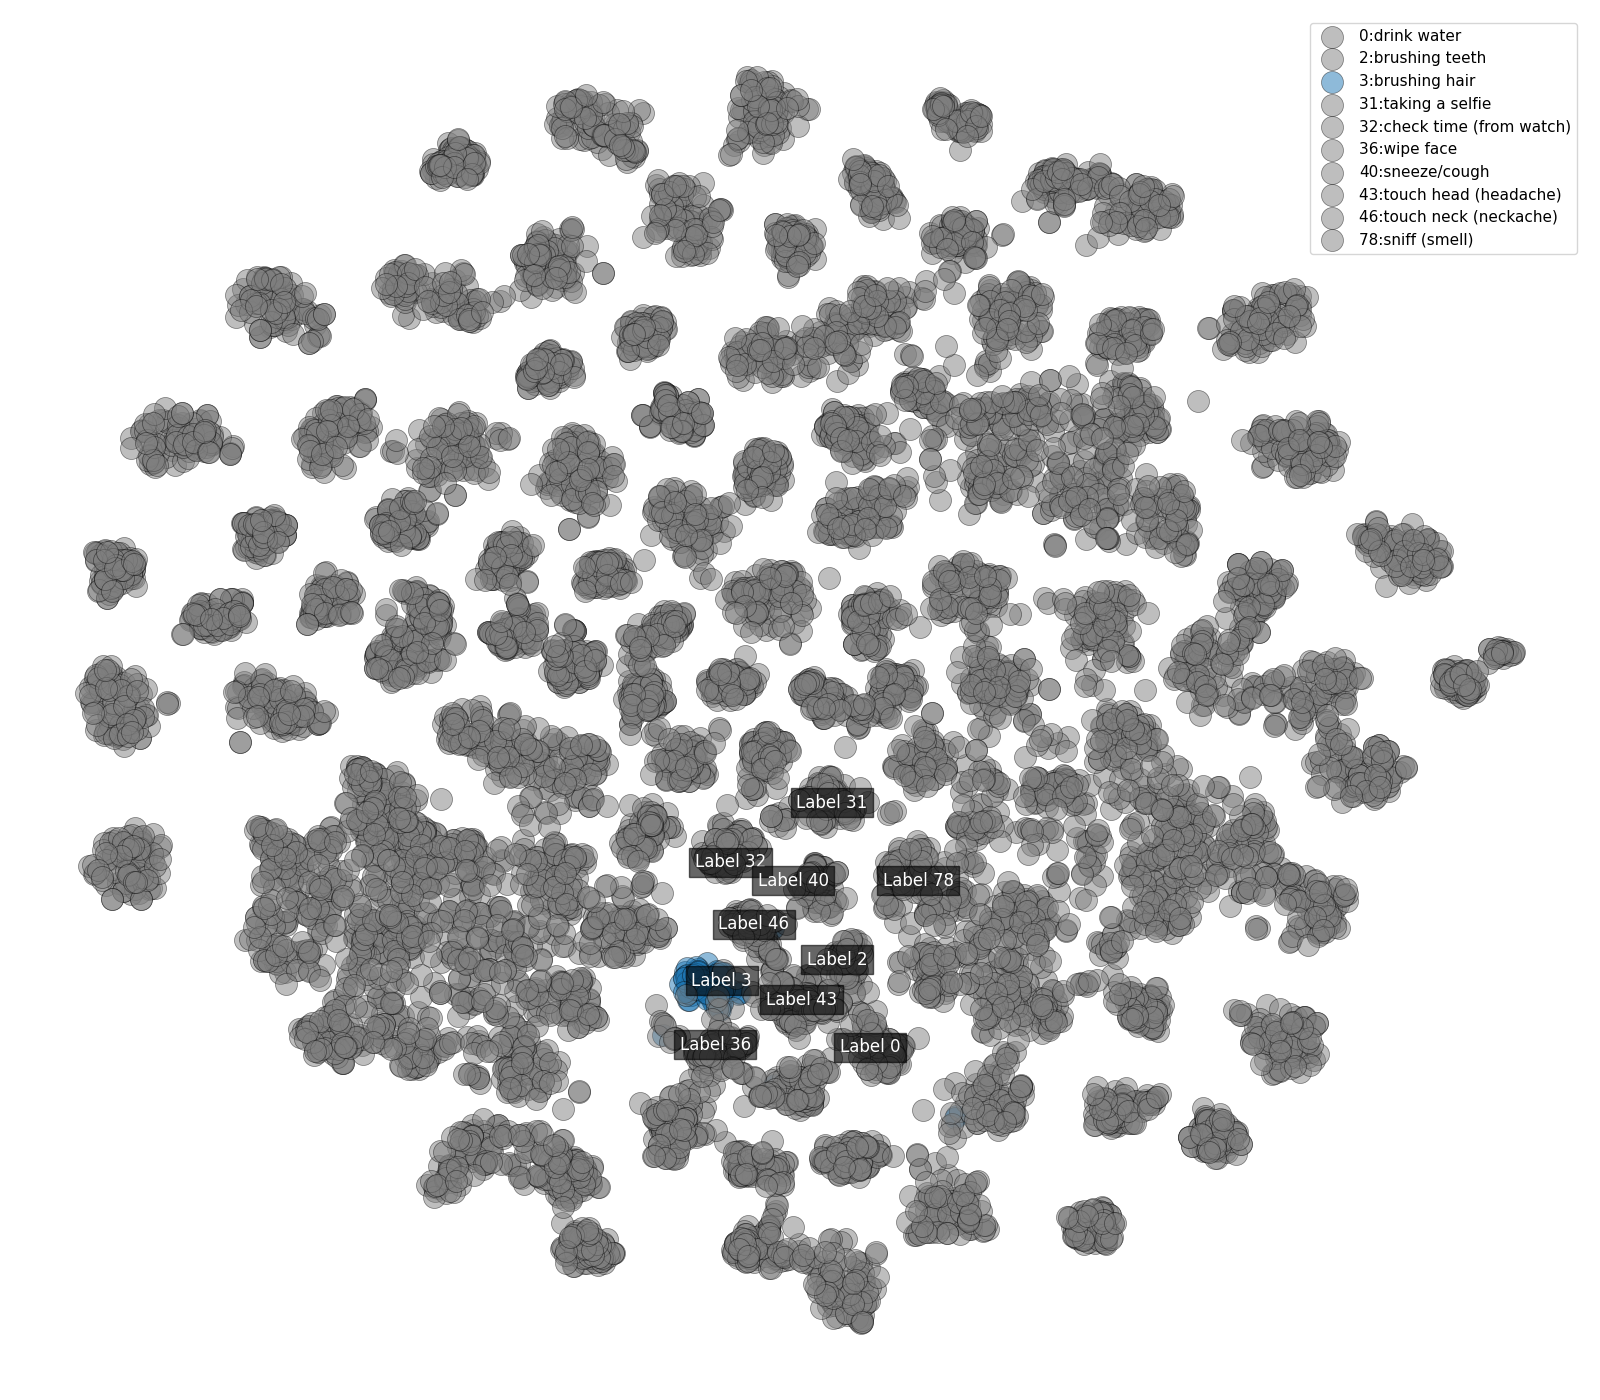 0:drink water
2:brushing teeth
3:brushing hair
31:taking a selfie
32:check time (from watch)
36:wipe face
40:sneeze/cough
43:touch head (headache)
46:touch neck (neckache)
78:sniff (smell)
Label 31
Label 32
Label 40
Label 78
Label 46
Label 2
Label 3
Label 43
Label 36
Label 0